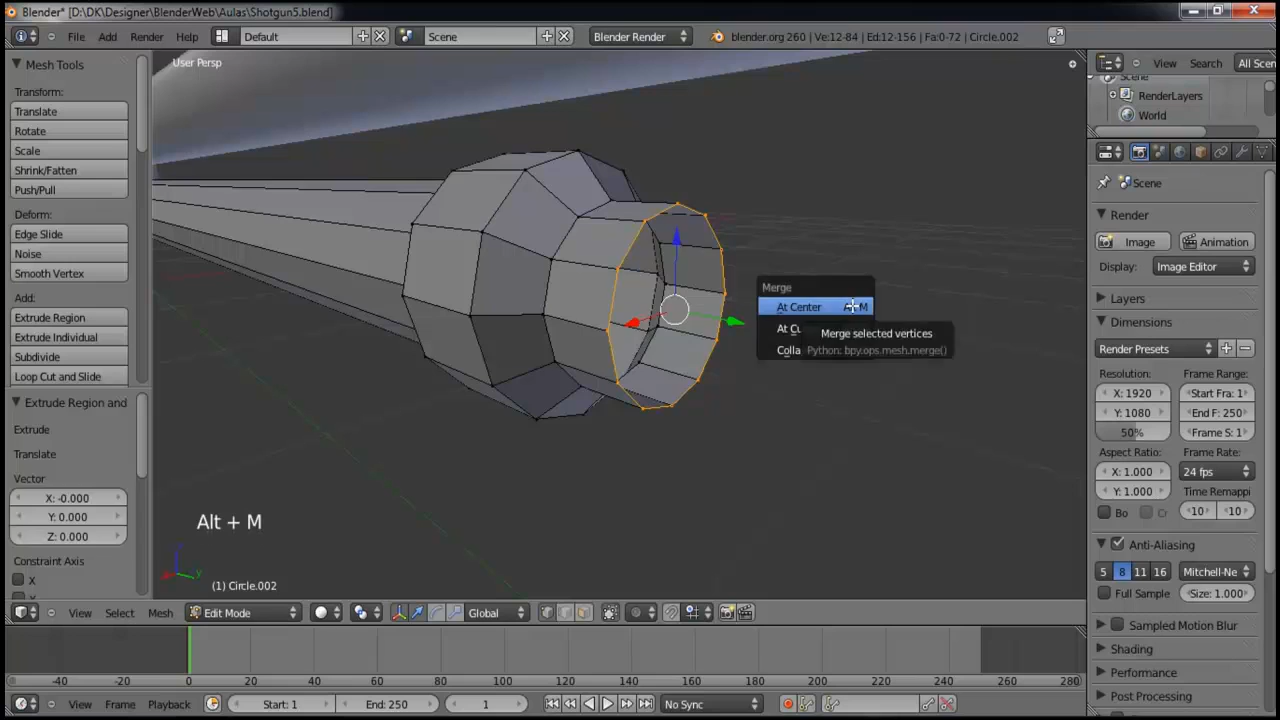 Blender* [D:\DK\Designer\BlenderWeb\Aulas\Shotgun5.blend]
File Add Render Help Default Scene Blender Render blender.org 260 | Ve:12-84 | Ed:12-156 | Fa:0-72 | Circle.002
Mesh Tools
Transform:
Translate
Rotate
Scale
Shrink/Fatten
Push/Pull
Deform:
Edge Slide
Noise
Smooth Vertex
Add:
Extrude Region
Extrude Individual
Subdivide
Loop Cut and Slide
Extrude Region and
Extrude
Translate
Vector
X: -0.000
Y: 0.000
Z: 0.000
Constraint Axis
X
User Persp
Merge
At Center
M
At Cu
Colla
Merge selected vertices
Python: bpy.ops.mesh.merge()
Alt + M
(1) Circle.002
View Select Mesh Edit Mode Global
-40 -20 0 20 40 60 80 100 120 140 160 180 200 220 240 260 280
View Frame Playback Start: 1 End: 250 1 No Sync
View Search All Scen
Scene
RenderLayers
World
Scene
Render
Image Animation
Display: Image Editor
Layers
Dimensions
Render Presets
Resolution: Frame Range:
X: 1920 Start Fra: 1
Y: 1080 End F: 250
50% Frame S: 1
Aspect Ratio: Frame Rate:
X: 1.000 24 fps
Y: 1.000 Time Remappi
Bo Cr 10 10
Anti-Aliasing
5 8 11 16 Mitchell-Ne
Full Sample Size: 1.000
Sampled Motion Blur
Shading
Performance
Post Processing